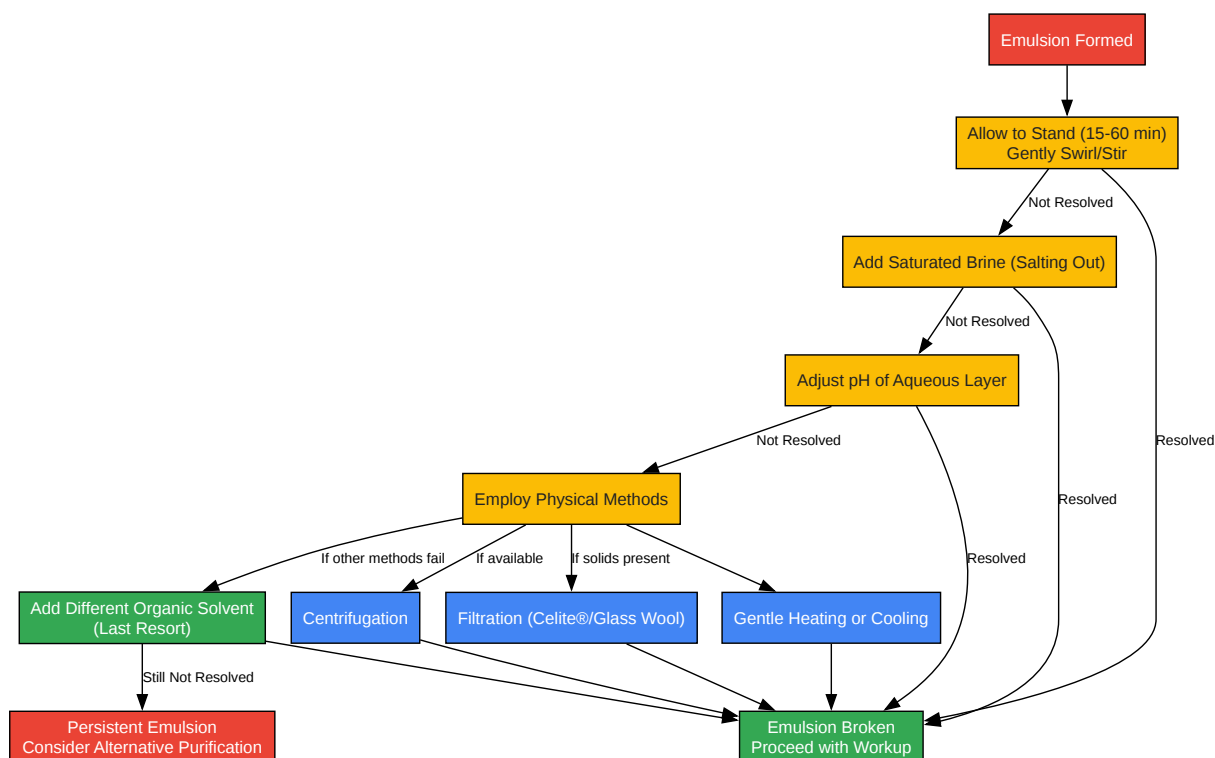 Emulsion Formed
Allow to Stand (15-60 min)
Gently Swirl/Stir
Not Resolved
Add Saturated Brine (Salting Out)
Not Resolved
Adjust pH of Aqueous Layer
Not Resolved
Resolved
Employ Physical Methods
Resolved
If other methods fail
If available
If solids present
Resolved
Add Different Organic Solvent
(Last Resort)
Centrifugation
Filtration (Celite®/Glass Wool)
Gentle Heating or Cooling
Still Not Resolved
Persistent Emulsion
Consider Alternative Purification
Emulsion Broken
Proceed with Workup